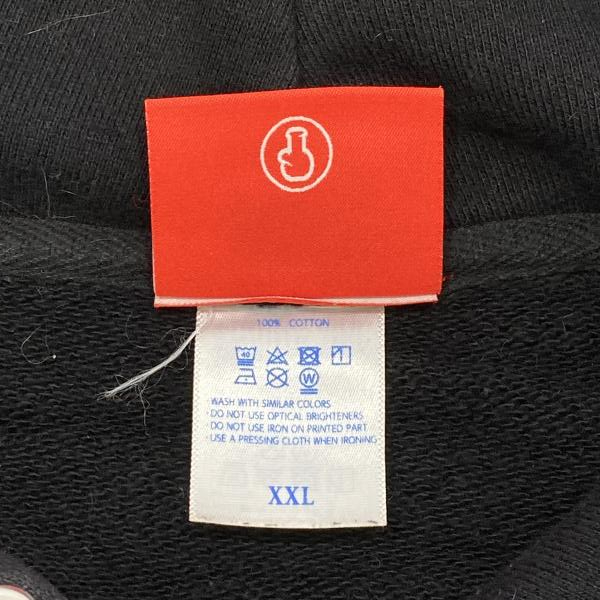 100% COTTON
40
WASH WITH SIMILAR COLORS
DO NOT USE OPTICAL BRIGHTENERS
DO NOT USE IRON ON PRINTED PART
USE A PRESSING CLOTH WHEN IRONING
XXL